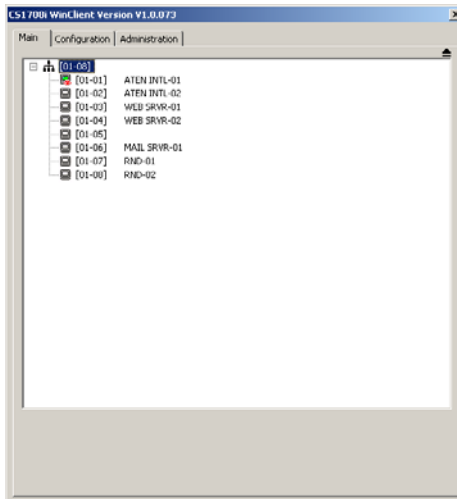 CS1708i WinClient Version V1.0.073
Main Configuration Administration
[01-08]
[01-01] ATEN INTL-01
[01-02] ATEN INTL-02
[01-03] WEB SRVR-01
[01-04] WEB SRVR-02
[01-05]
[01-06] MAIL SRVR-01
[01-07] RND-01
[01-08] RND-02